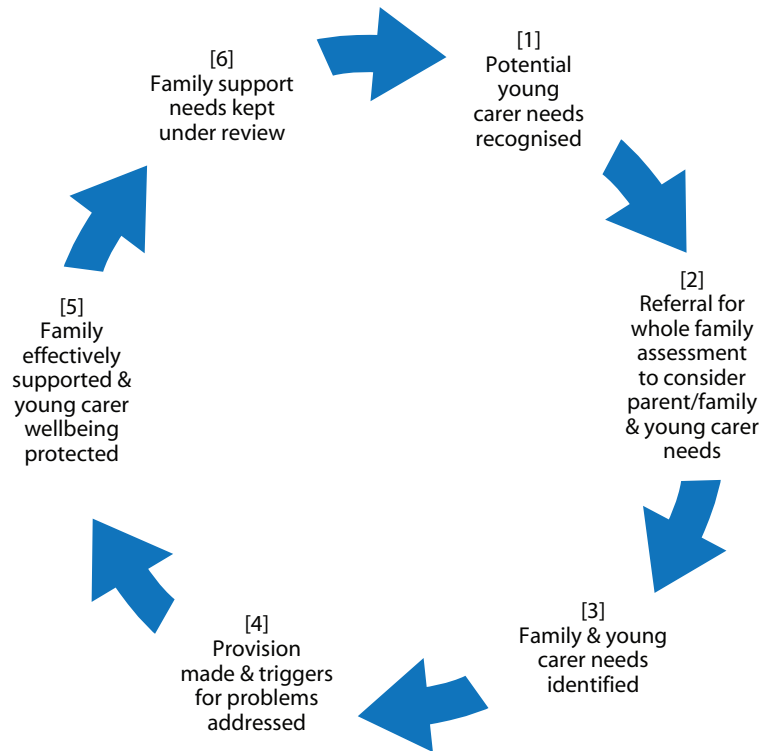 [1]
Potential
young
carer needs
recognised
[2]
Referral for
whole family
assessment
to consider
parent/family
& young carer
needs
[3]
Family & young
carer needs
identified
[4]
Provision
made & triggers
for problems
addressed
[5]
Family
effectively
supported &
young carer
wellbeing
protected
[6]
Family support
needs kept
under review